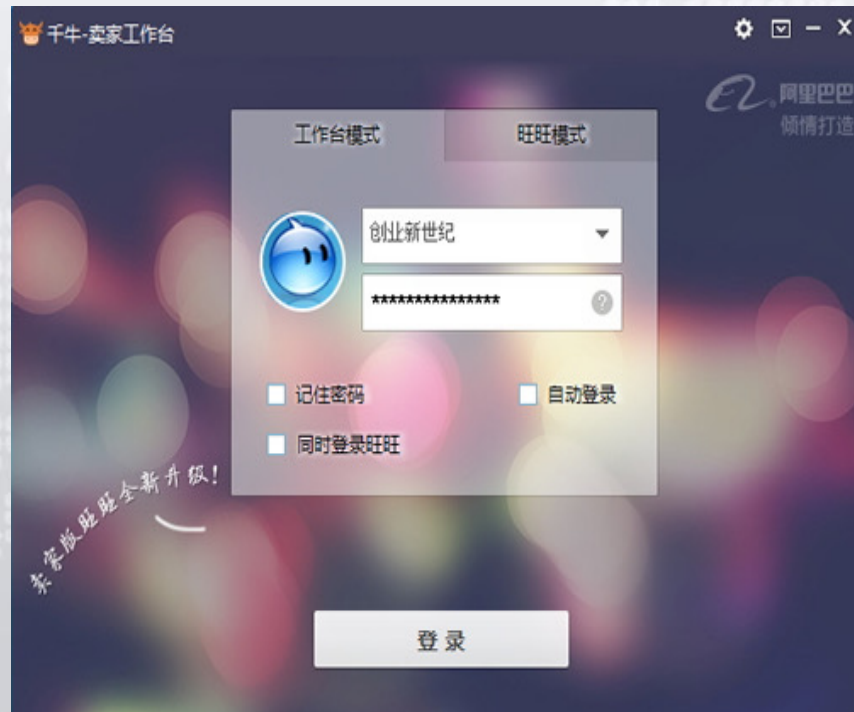 千牛-卖家工作台
阿里巴巴
倾情打造
工作台模式 旺旺模式
创业新世纪
***************
?
记住密码 自动登录
同时登录旺旺
卖家版旺旺全新升级!
登 录